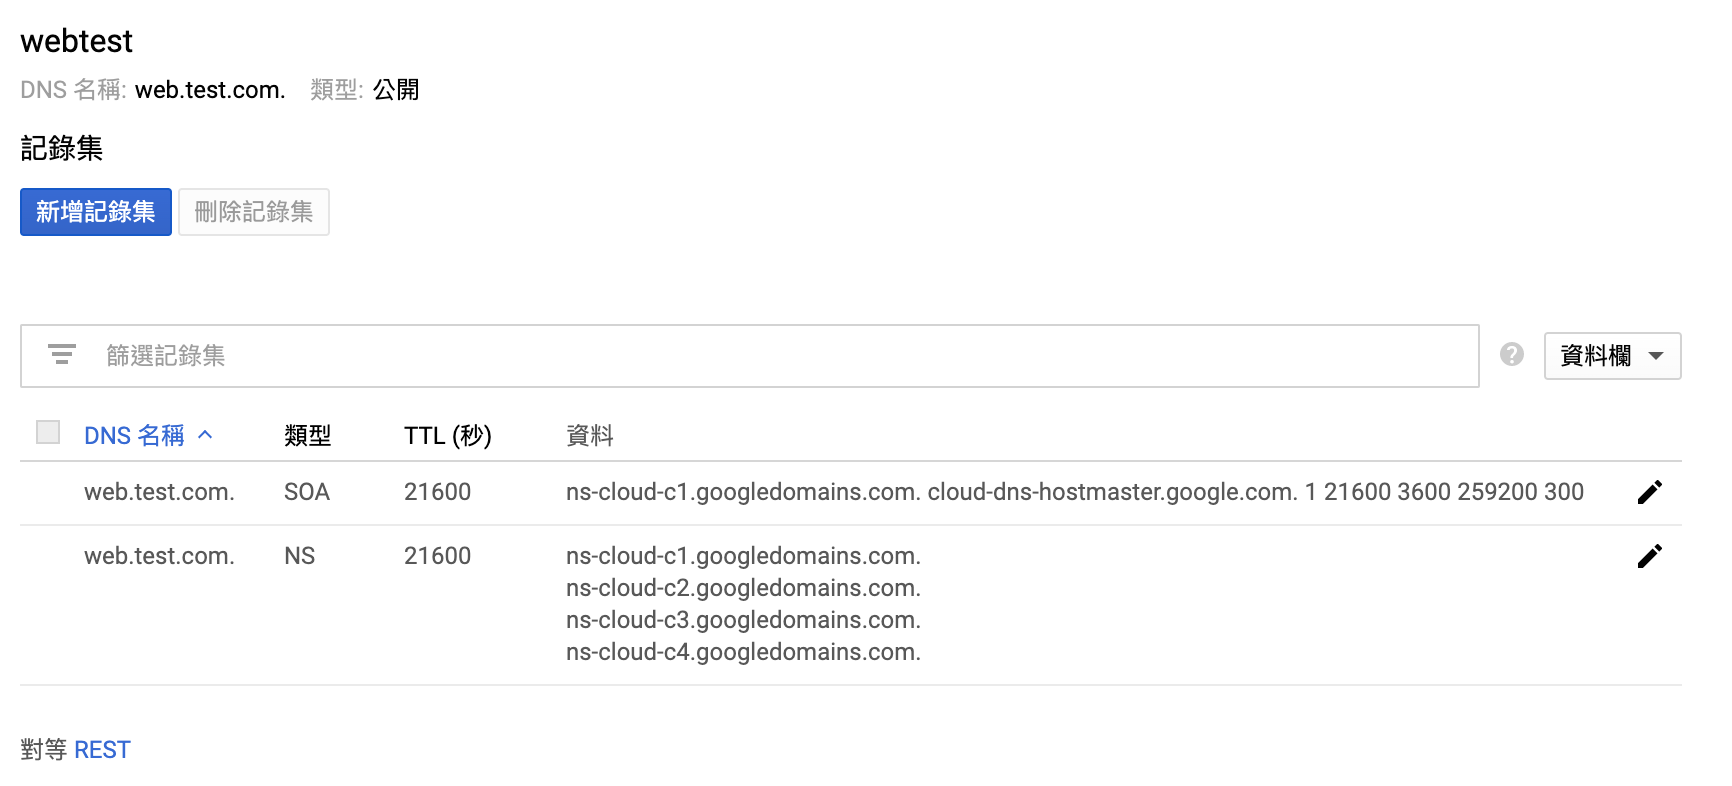 webtest
DNS 名稱: web.test.com. 類型: 公開
記錄集
新增記錄集 刪除記錄集
篩選記錄集 ? 資料欄
DNS 名稱 類型 TTL (秒) 資料
web.test.com. SOA 21600 ns-cloud-c1.googledomains.com. cloud-dns-hostmaster.google.com. 1 21600 3600 259200 300
web.test.com. NS 21600 ns-cloud-c1.googledomains.com.
ns-cloud-c2.googledomains.com.
ns-cloud-c3.googledomains.com.
ns-cloud-c4.googledomains.com.
對等 REST